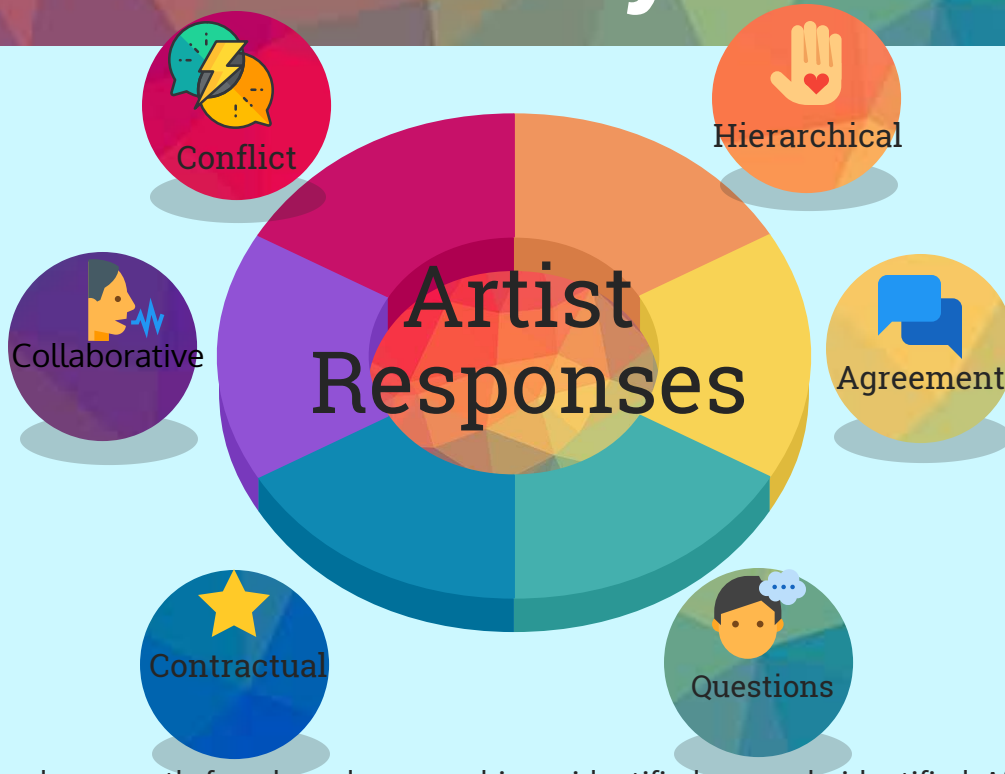 Conflict
Hierarchical
Artist
Responses
Collaborative
Agreement
Contractual
Questions